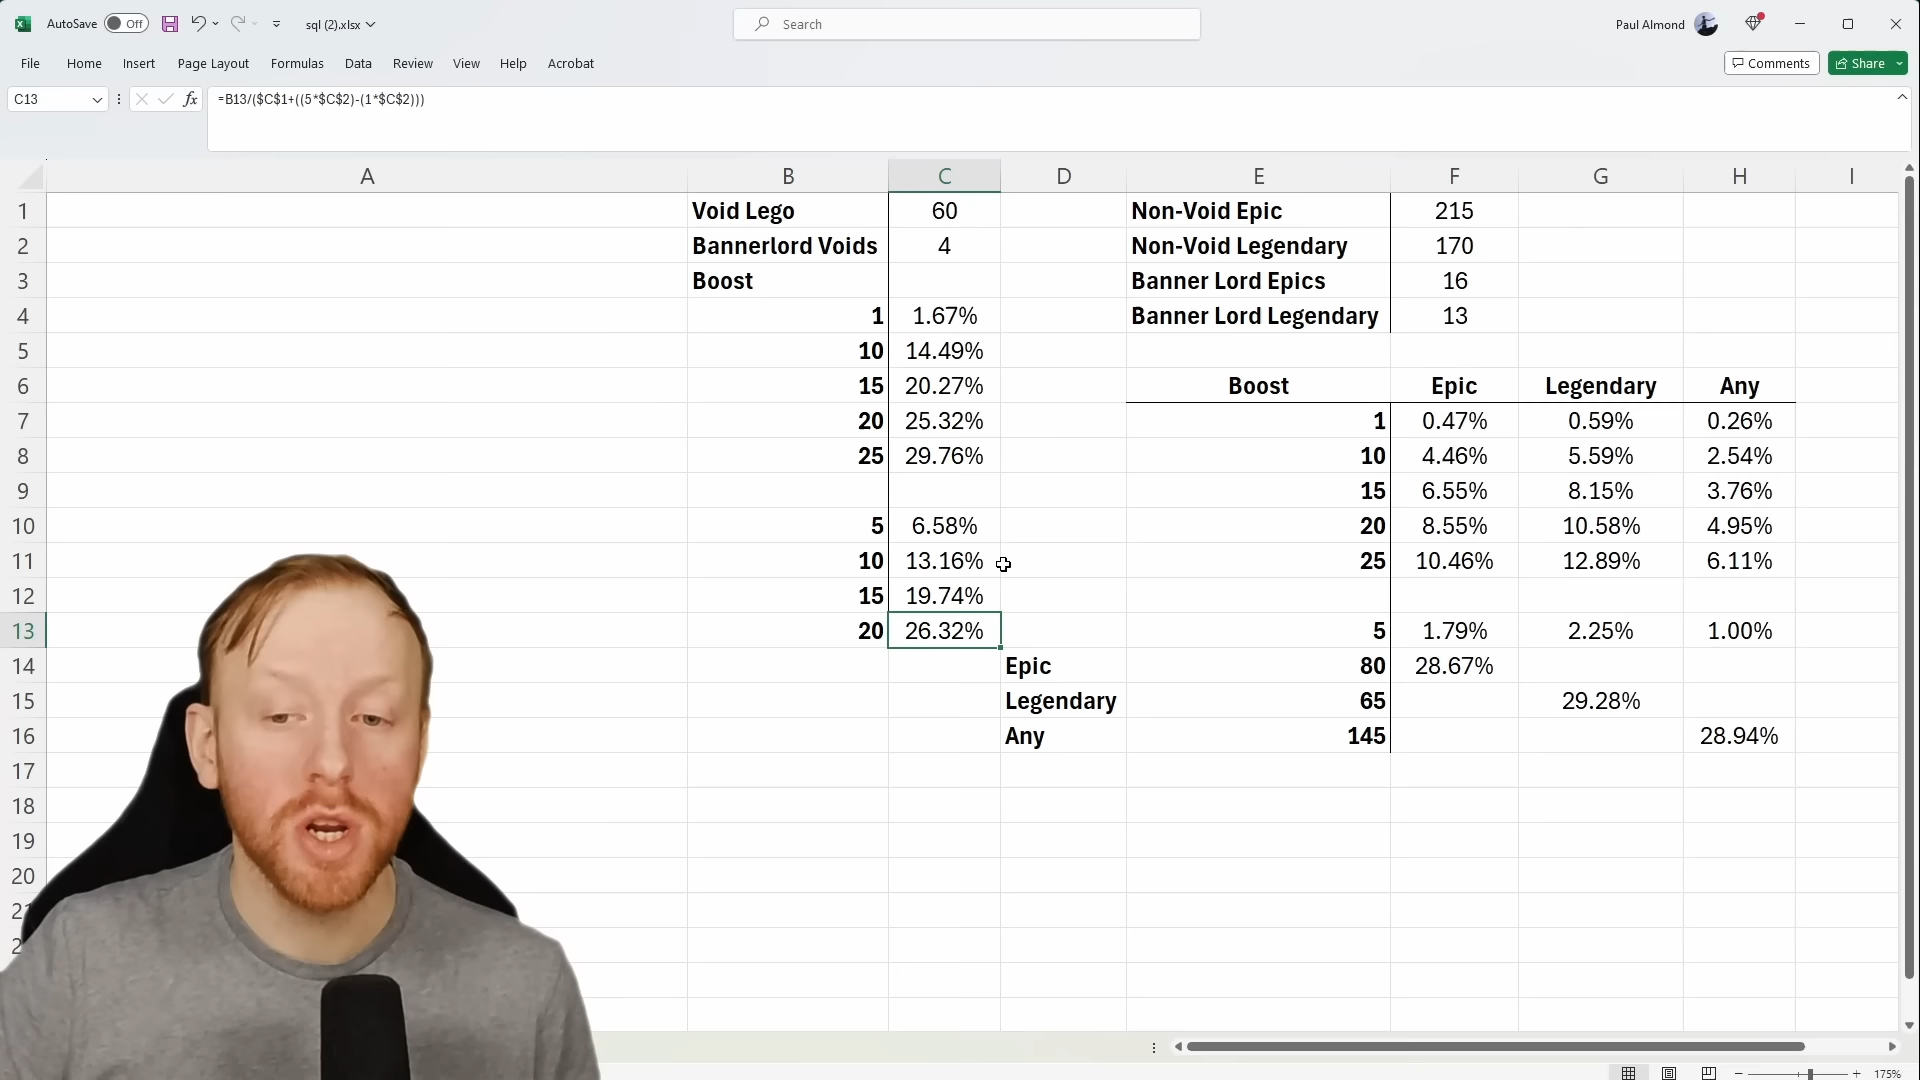 AutoSave Off sql (2).xlsx Search Paul Almond
File Home Insert Page Layout Formulas Data Review View Help Acrobat Comments Share
C13 fx =B13/($C$1+((5*$C$2)-(1*$C$2)))
A B C D E F G H I
1 Void Lego 60 Non-Void Epic 215
2 Bannerlord Voids 4 Non-Void Legendary 170
3 Boost Banner Lord Epics 16
4 1 1.67% Banner Lord Legendary 13
5 10 14.49%
6 15 20.27% Boost Epic Legendary Any
7 20 25.32% 1 0.47% 0.59% 0.26%
8 25 29.76% 10 4.46% 5.59% 2.54%
9 15 6.55% 8.15% 3.76%
10 5 6.58% 20 8.55% 10.58% 4.95%
11 10 13.16% 25 10.46% 12.89% 6.11%
12 15 19.74%
13 20 26.32% 5 1.79% 2.25% 1.00%
14 Epic 80 28.67%
15 Legendary 65 29.28%
16 Any 145 28.94%
17
18
19
20
175%